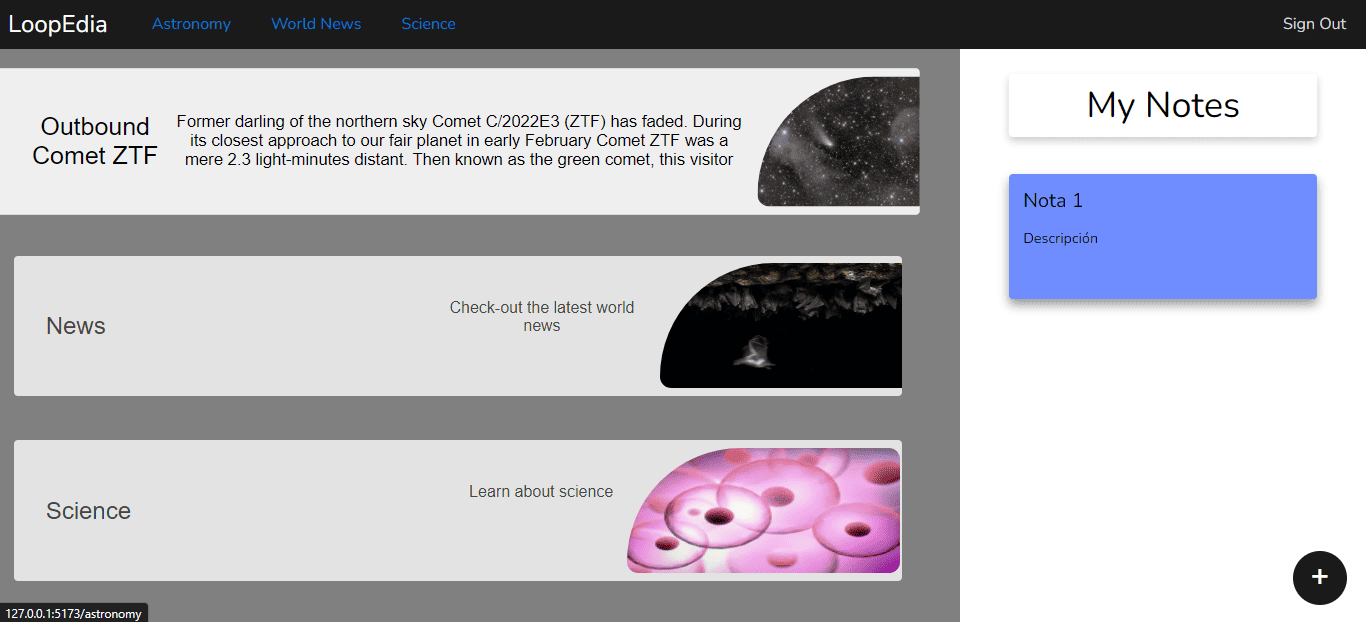 LoopEdia
Astronomy
World News
Science
Sign Out
Outbound
Comet ZTF
Former darling of the northern sky Comet C/2022E3 (ZTF) has faded. During
its closest approach to our fair planet in early February Comet ZTF was a
mere 2.3 light-minutes distant. Then known as the green comet, this visitor
News
Check-out the latest world
news
Science
Learn about science
My Notes
Nota 1
Descripción
+
127.0.0.1:5173/astronomy